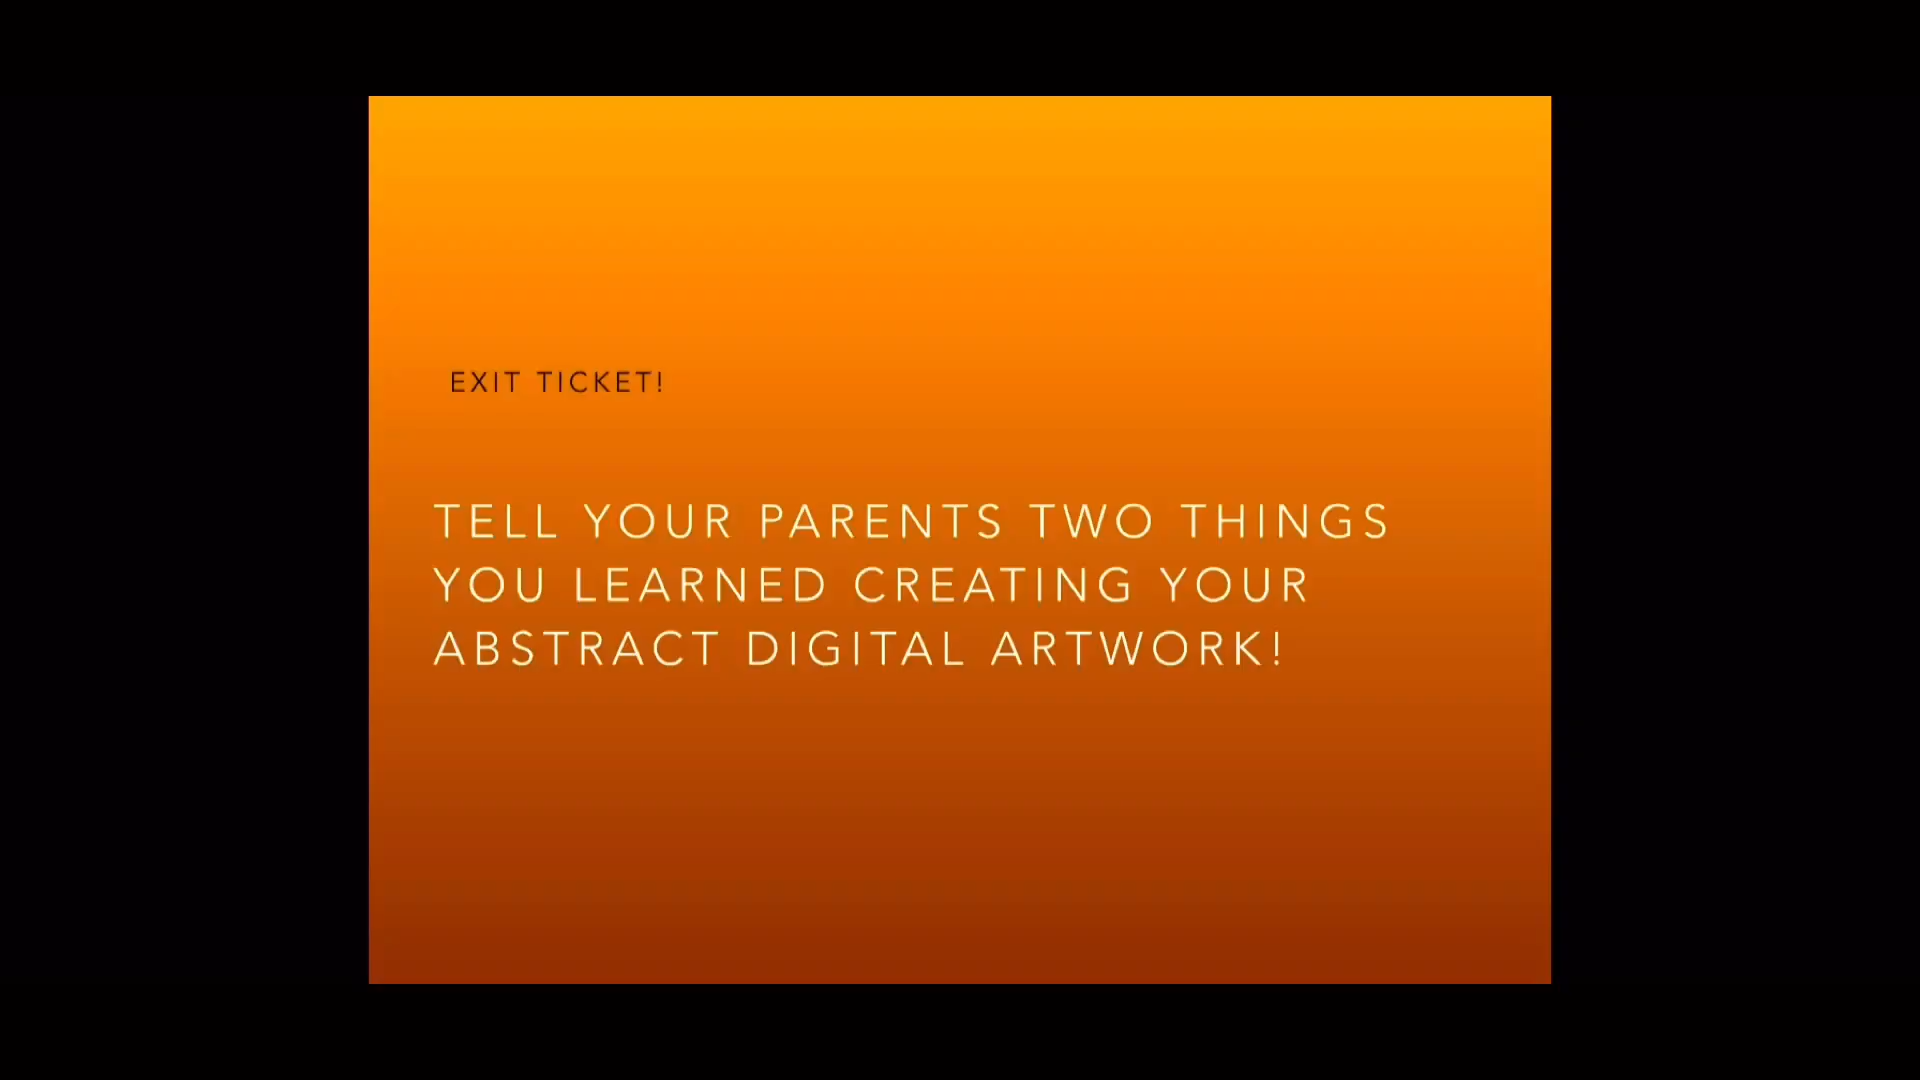 EXIT TICKET!
TELL YOUR PARENTS TWO THINGS
YOU LEARNED CREATING YOUR
ABSTRACT DIGITAL ARTWORK!